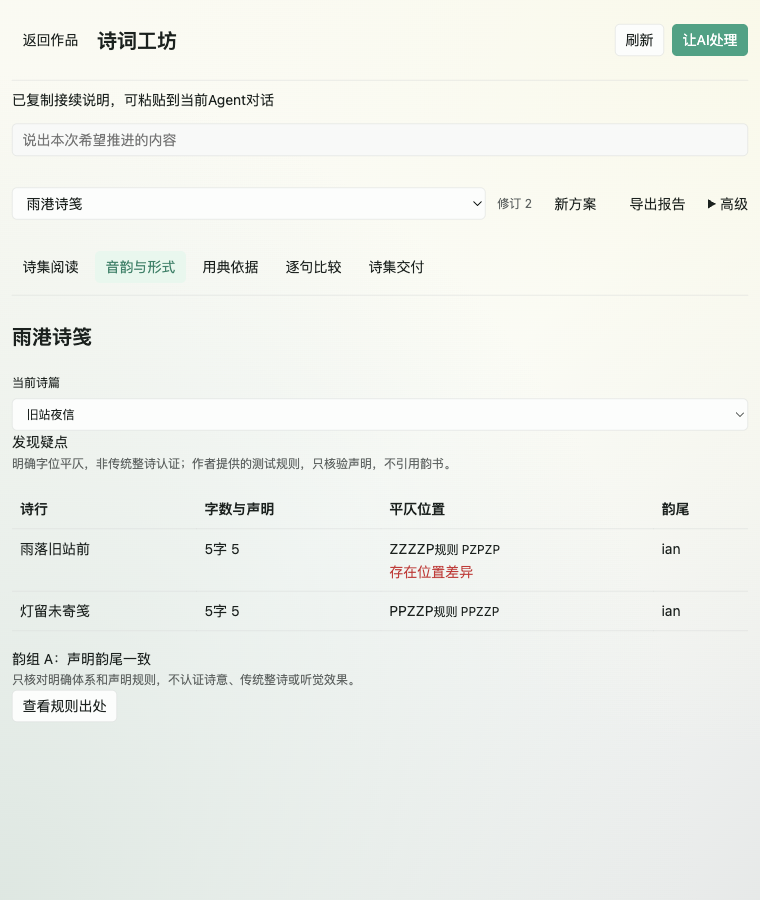 返回作品 诗词工坊 刷新 让AI处理
已复制接续说明，可粘贴到当前Agent对话
说出本次希望推进的内容
雨港诗笺 修订 2 新方案 导出报告 ▶ 高级
诗集阅读 音韵与形式 用典依据 逐句比较 诗集交付
雨港诗笺
当前诗篇
旧站夜信
发现疑点
明确字位平仄，非传统整诗认证；作者提供的测试规则，只核验声明，不引用韵书。
诗行 字数与声明 平仄位置 韵尾
雨落旧站前 5字 5 ZZZZP规则 PZPZP ian
存在位置差异
灯留未寄笺 5字 5 PPZZP规则 PPZZP ian
韵组 A：声明韵尾一致
只核对明确体系和声明规则，不认证诗意、传统整诗或听觉效果。
查看规则出处